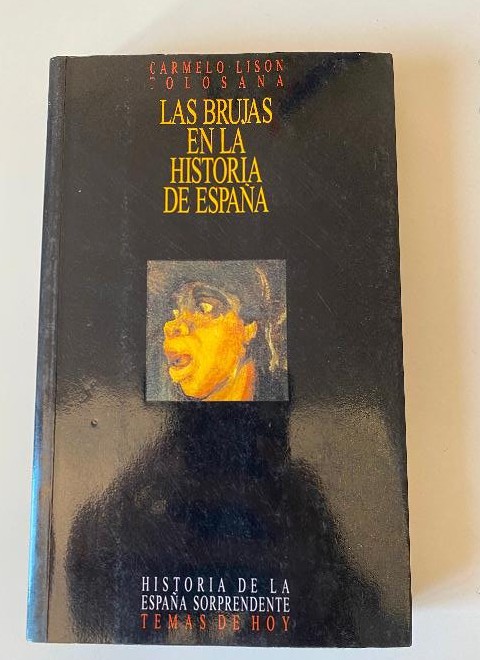 CARMELO LISON
TOLOSANA
LAS BRUJAS
EN LA
HISTORIA
DE ESPAÑA
HISTORIA DE LA
ESPAÑA SORPRENDENTE
TEMAS DE HOY